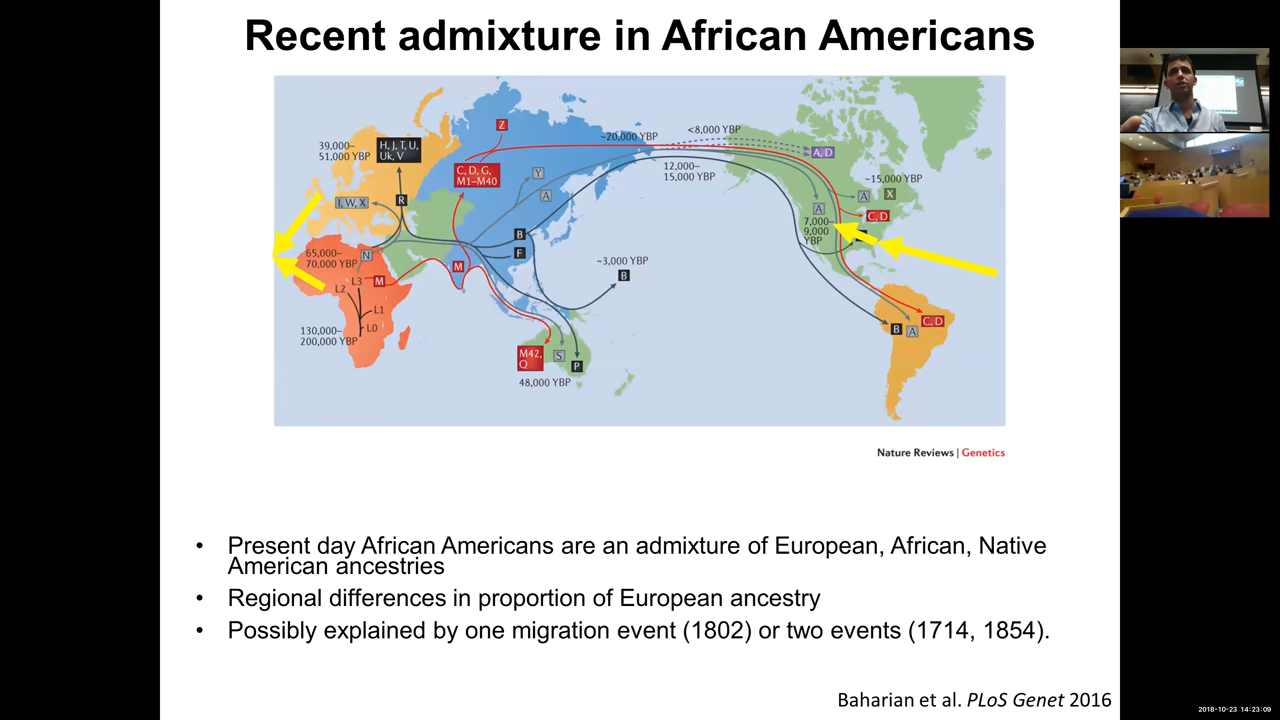 Recent admixture in African Americans
Z
~20,000 YBP
<8,000 YBP
39,000–
51,000 YBP
H, J, T, U,
Uk, V
A, D
C, D, G,
M1–M40
Y
12,000–
15,000 YBP
~15,000 YBP
A
A
X
I, W, X
R
A
C, D
7,000–
9,000
YBP
B
65,000–
70,000 YBP
N
F
M
~3,000 YBP
B
L3
M
L2
L1
L0
130,000–
200,000 YBP
C, D
B
A
M42,
Q
S
P
48,000 YBP
Nature Reviews | Genetics
• Present day African Americans are an admixture of European, African, Native
American ancestries
• Regional differences in proportion of European ancestry
• Possibly explained by one migration event (1802) or two events (1714, 1854).
Baharian et al. PLoS Genet 2016
2018-10-23 14:23:09